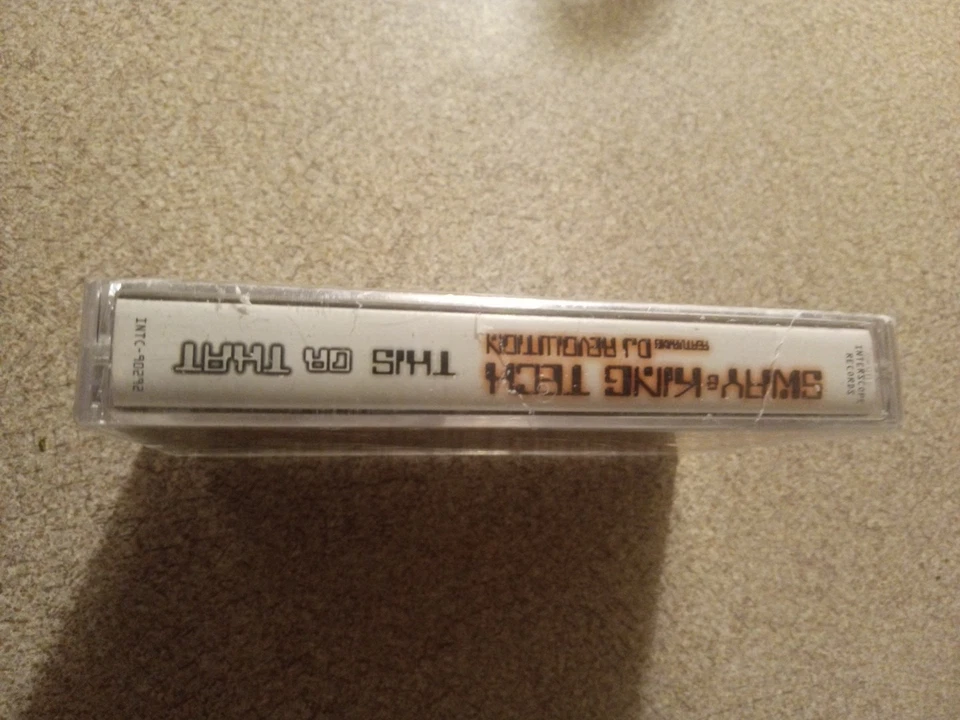 INTERSCOPE
RECORDS
SWAY & KING TECH
FEATURING DJ REVOLUTION
THIS OR THAT
INTC-90292